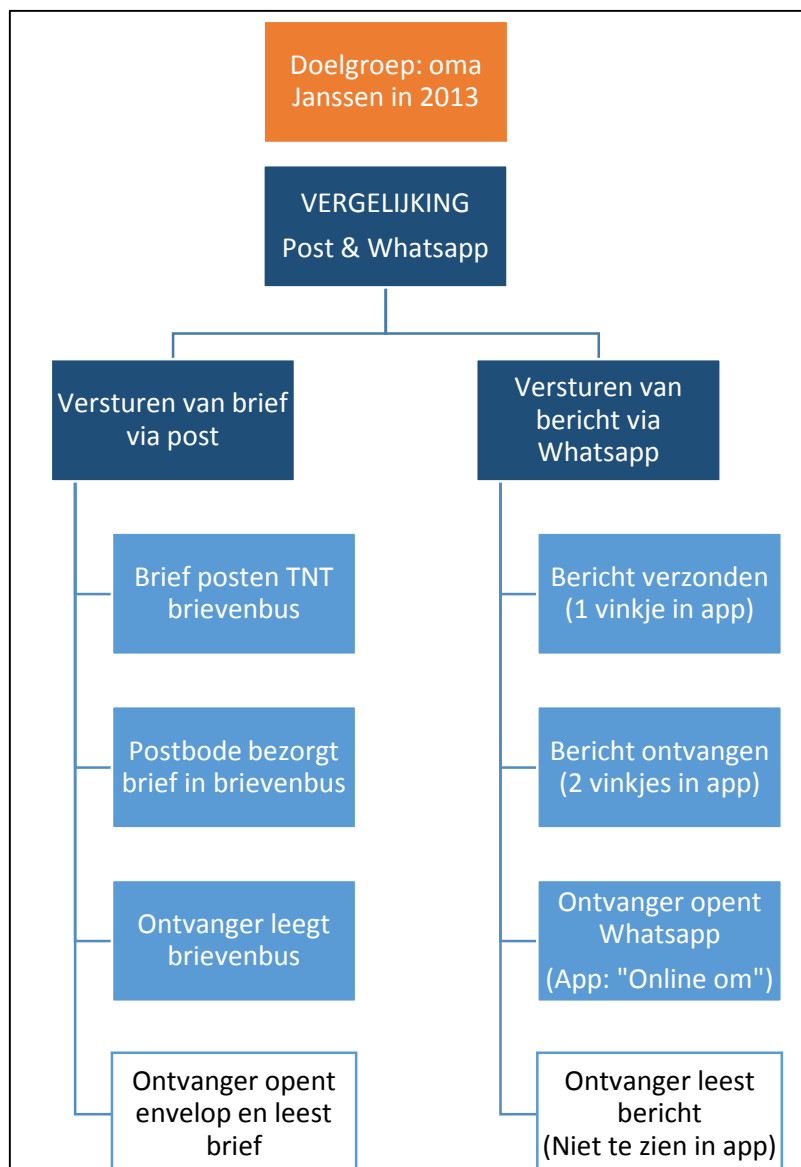 Doelgroep: oma
Janssen in 2013
VERGELIJKING
Post & Whatsapp
Versturen van brief
via post
Brief posten TNT
brievenbus
Postbode bezorgt
brief in brievenbus
Ontvanger leegt
brievenbus
Ontvanger opent
envelop en leest
brief
Versturen van
bericht via
Whatsapp
Bericht verzonden
(1 vinkje in app)
Bericht ontvangen
(2 vinkjes in app)
Ontvanger opent
Whatsapp
(App: "Online om")
Ontvanger leest
bericht
(Niet te zien in app)